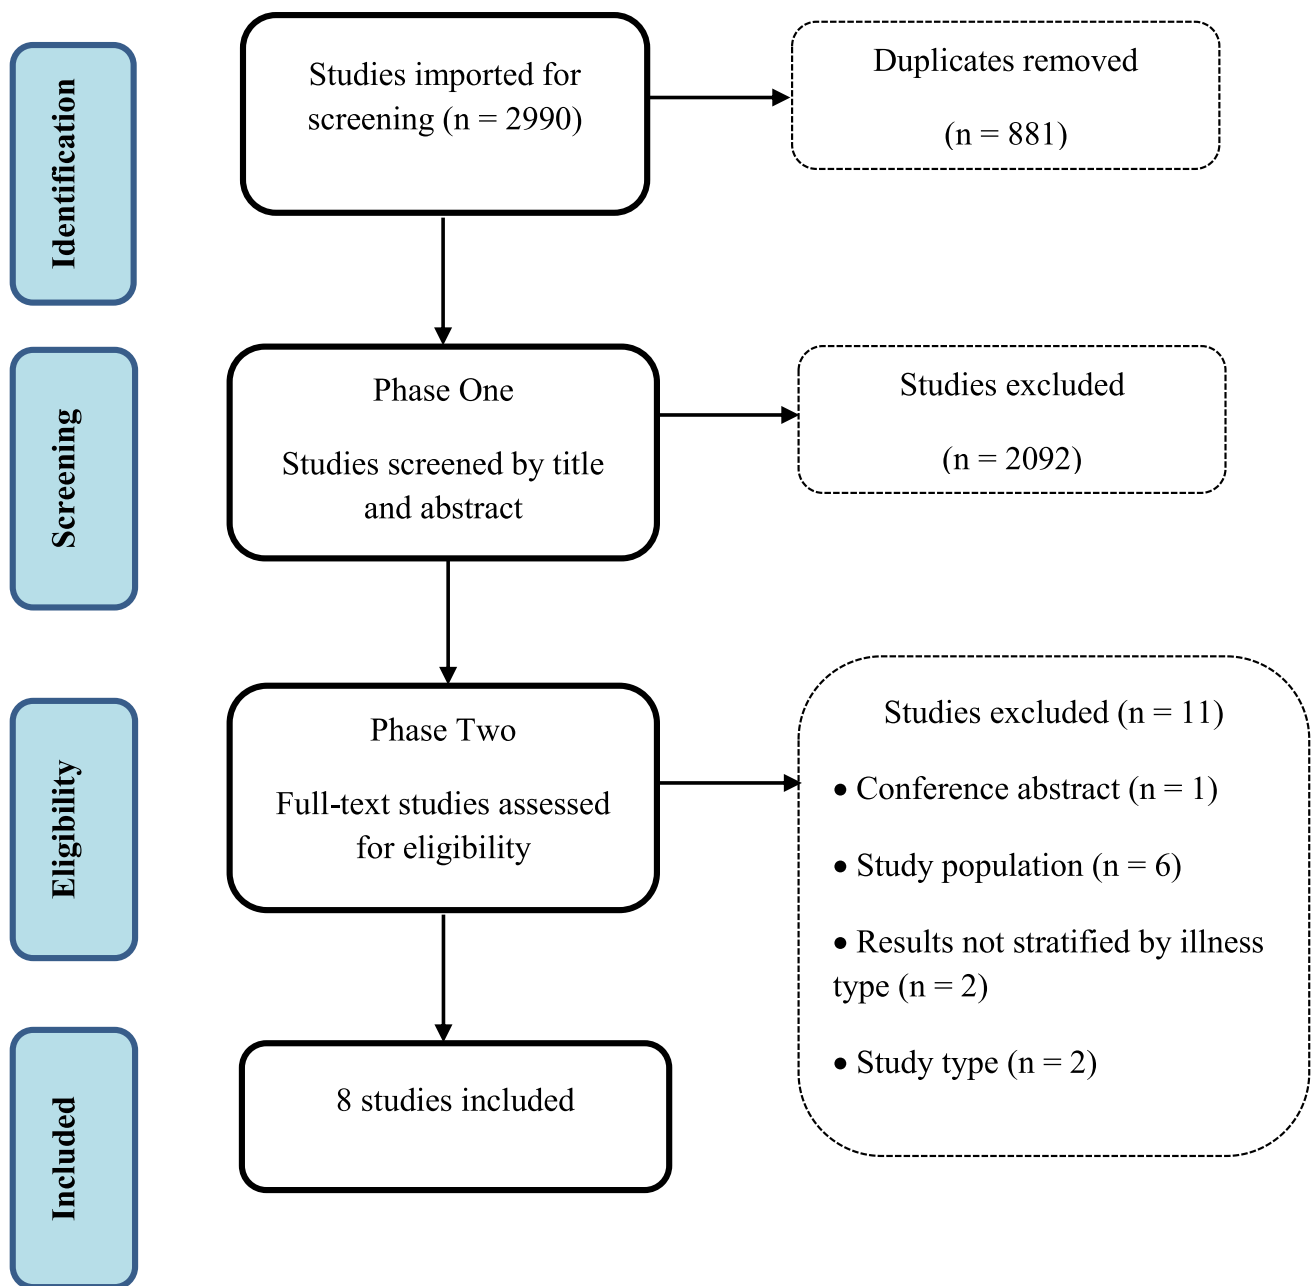 Identification
Studies imported for
screening (n = 2990)
Duplicates removed
(n = 881)
Screening
Phase One
Studies screened by title
and abstract
Studies excluded
(n = 2092)
Eligibility
Phase Two
Full-text studies assessed
for eligibility
Studies excluded (n = 11)
• Conference abstract (n = 1)
• Study population (n = 6)
• Results not stratified by illness
type (n = 2)
• Study type (n = 2)
Included
8 studies included